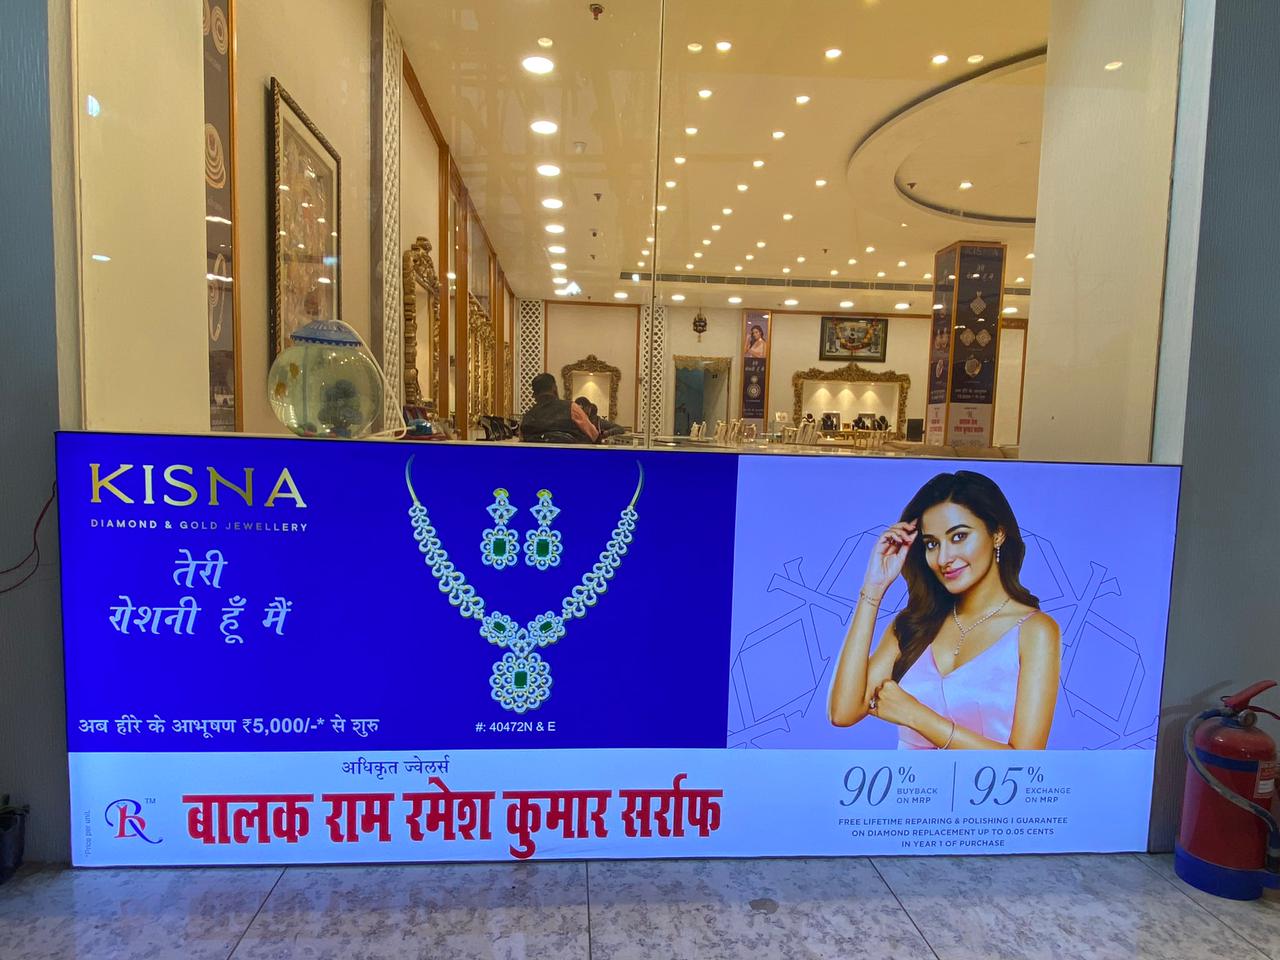 KISNA
DIAMOND & GOLD JEWELLERY
तेरी
रोशनी हूँ मैं
अब हीरे के आभूषण ₹5,000/-* से शुरु
#: 40472N & E
*Price per unit.
अधिकृत ज्वेलर्स
BR™
बालक राम रमेश कुमार सर्राफ
90% BUYBACK ON MRP
95% EXCHANGE ON MRP
FREE LIFETIME REPAIRING & POLISHING | GUARANTEE
ON DIAMOND REPLACEMENT UP TO 0.05 CENTS
IN YEAR 1 OF PURCHASE
KISNA